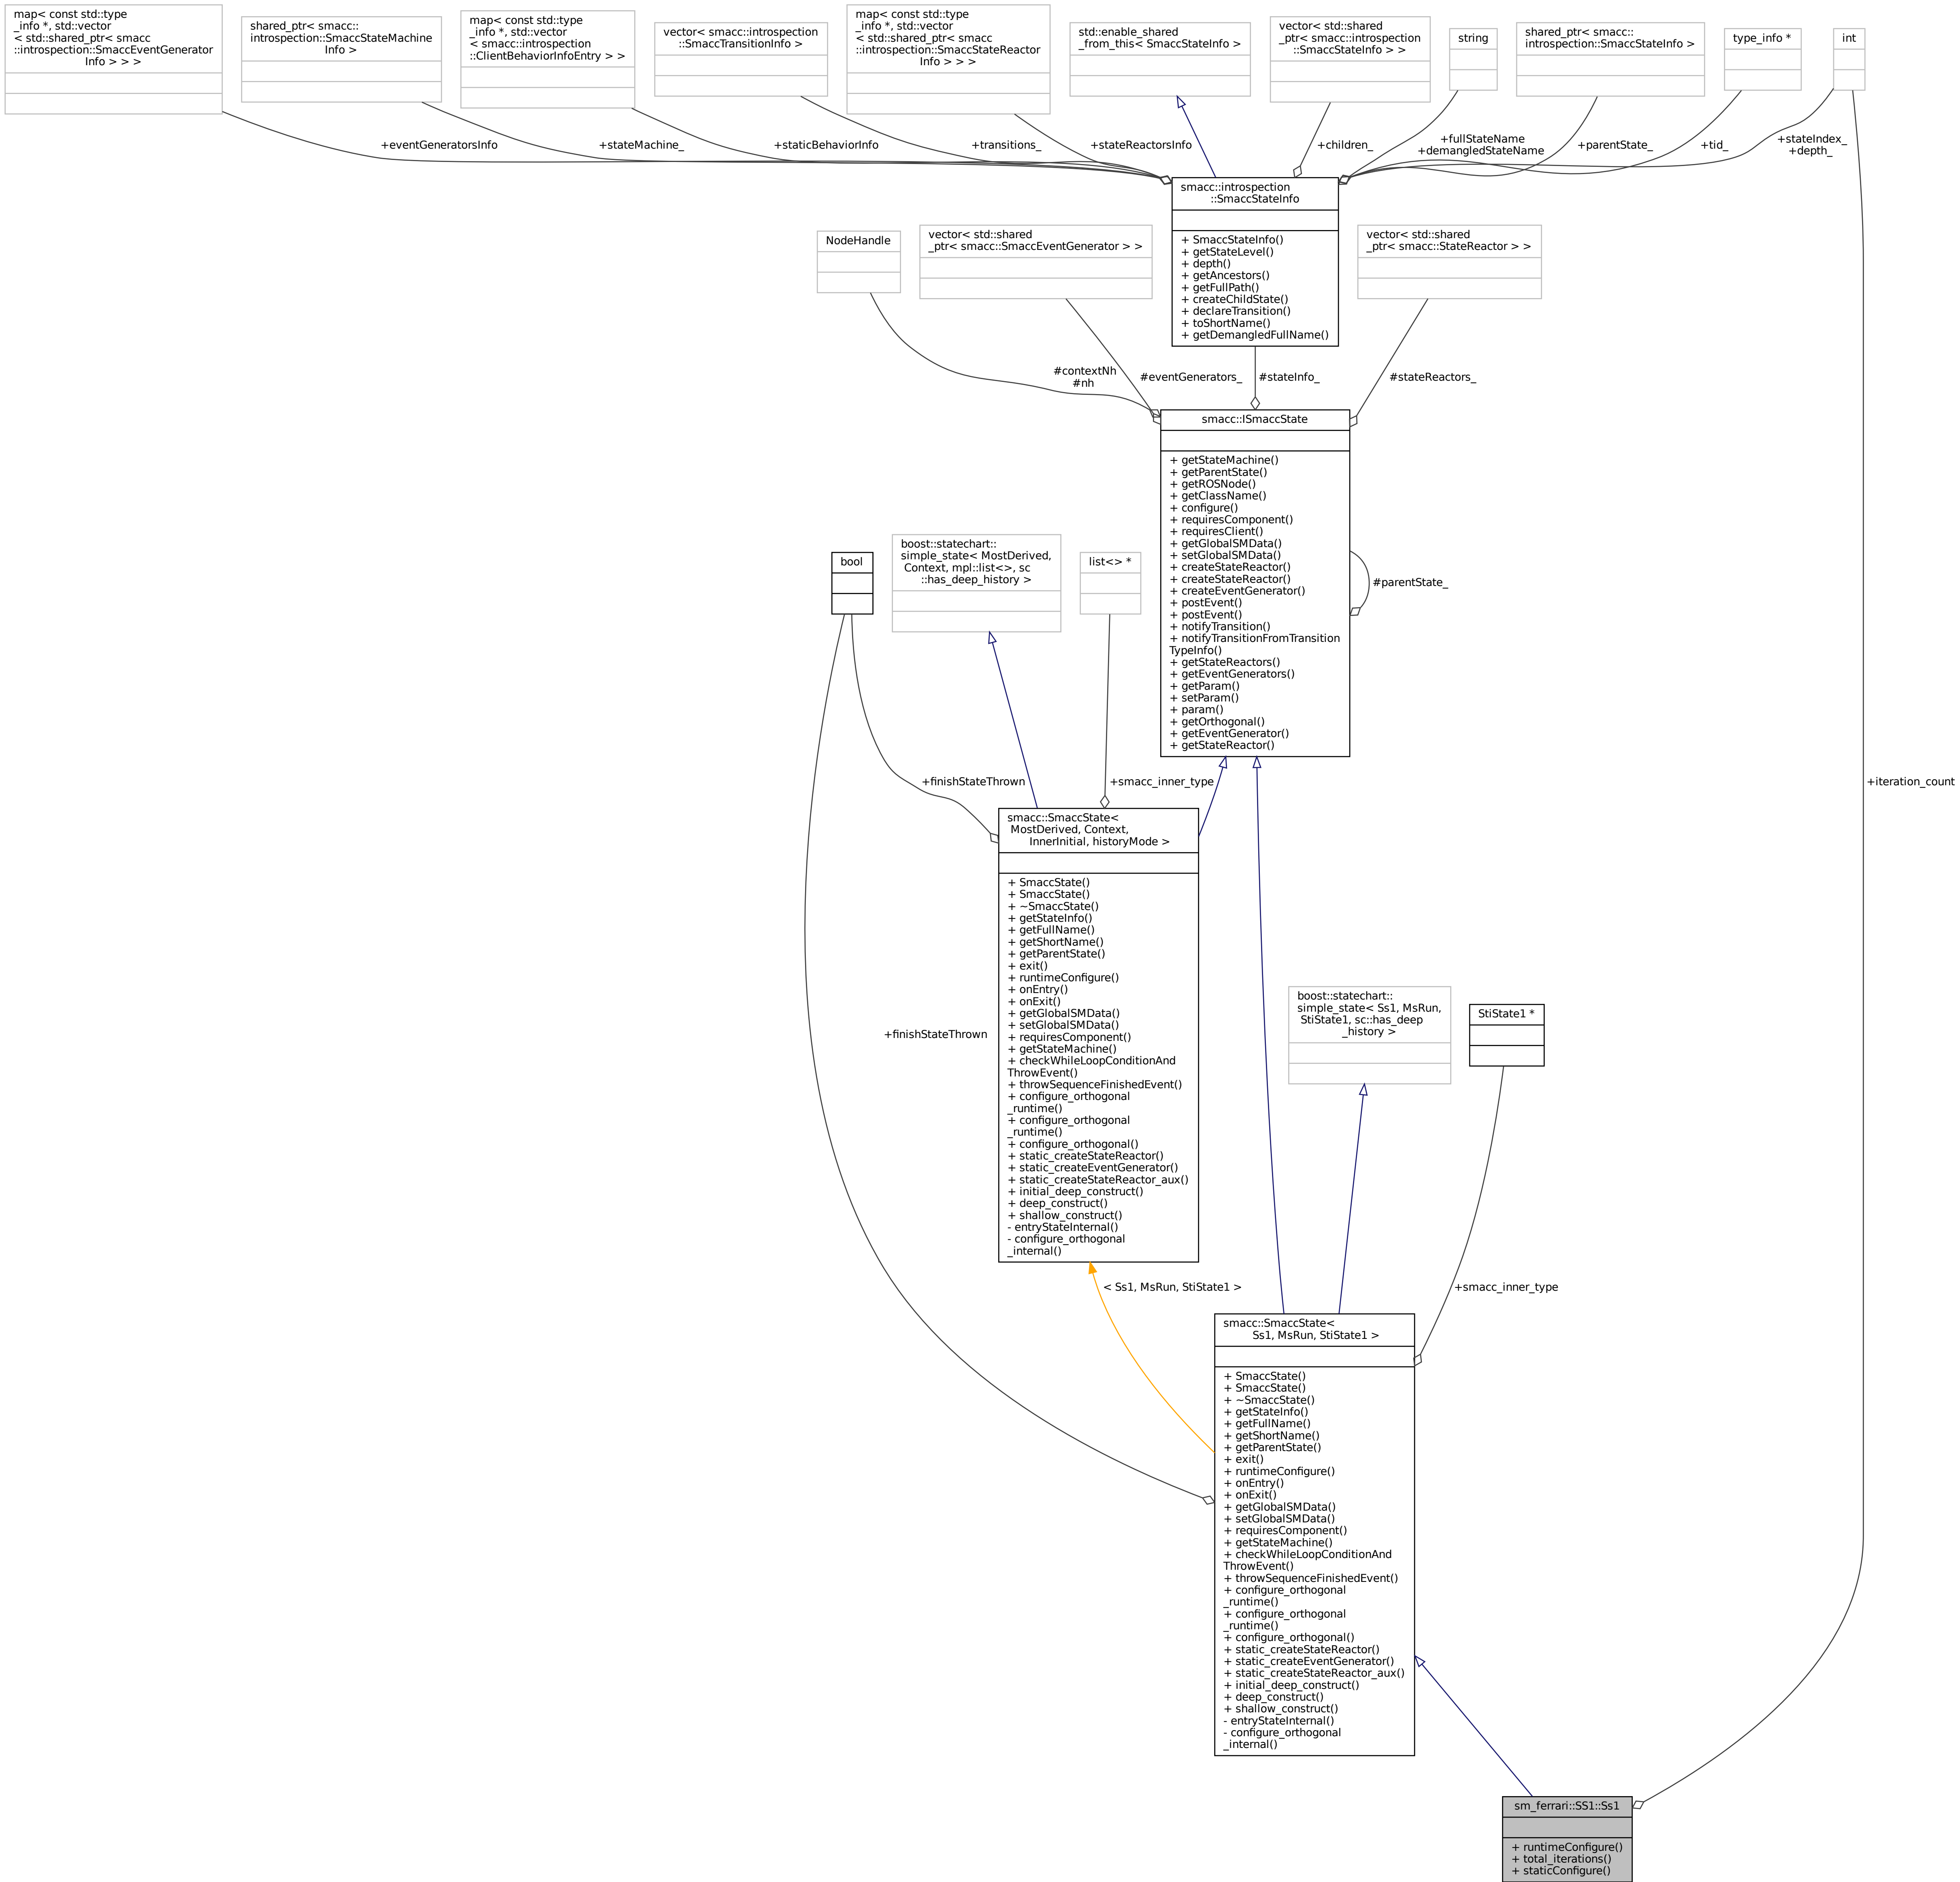 map< const std::type
_info *, std::vector
< std::shared_ptr< smacc
::introspection::SmaccEventGenerator
Info > > >
shared_ptr< smacc::
introspection::SmaccStateMachine
Info >
map< const std::type
_info *, std::vector
< smacc::introspection
::ClientBehaviorInfoEntry > >
vector< smacc::introspection
::SmaccTransitionInfo >
map< const std::type
_info *, std::vector
< std::shared_ptr< smacc
::introspection::SmaccStateReactor
Info > > >
std::enable_shared
_from_this< SmaccStateInfo >
vector< std::shared
_ptr< smacc::introspection
::SmaccStateInfo > >
string
shared_ptr< smacc::
introspection::SmaccStateInfo >
type_info *
int
+eventGeneratorsInfo
+stateMachine_
+staticBehaviorInfo
+transitions_
+stateReactorsInfo
+children_
+fullStateName
+demangledStateName
+parentState_
+tid_
+stateIndex_
+depth_
smacc::introspection
::SmaccStateInfo
+ SmaccStateInfo()
+ getStateLevel()
+ depth()
+ getAncestors()
+ getFullPath()
+ createChildState()
+ declareTransition()
+ toShortName()
+ getDemangledFullName()
NodeHandle
vector< std::shared
_ptr< smacc::SmaccEventGenerator > >
vector< std::shared
_ptr< smacc::StateReactor > >
#contextNh
#nh
#eventGenerators_
#stateInfo_
#stateReactors_
smacc::ISmaccState
+ getStateMachine()
+ getParentState()
+ getROSNode()
+ getClassName()
+ configure()
+ requiresComponent()
+ requiresClient()
+ getGlobalSMData()
+ setGlobalSMData()
+ createStateReactor()
+ createStateReactor()
+ createEventGenerator()
+ postEvent()
+ postEvent()
+ notifyTransition()
+ notifyTransitionFromTransition
TypeInfo()
+ getStateReactors()
+ getEventGenerators()
+ getParam()
+ setParam()
+ param()
+ getOrthogonal()
+ getEventGenerator()
+ getStateReactor()
#parentState_
bool
boost::statechart::
simple_state< MostDerived,
Context, mpl::list<>, sc
::has_deep_history >
list<> *
+finishStateThrown
+smacc_inner_type
+iteration_count
smacc::SmaccState<
MostDerived, Context,
InnerInitial, historyMode >
+ SmaccState()
+ SmaccState()
+ ~SmaccState()
+ getStateInfo()
+ getFullName()
+ getShortName()
+ getParentState()
+ exit()
+ runtimeConfigure()
+ onEntry()
+ onExit()
+ getGlobalSMData()
+ setGlobalSMData()
+ requiresComponent()
+ getStateMachine()
+ checkWhileLoopConditionAnd
ThrowEvent()
+ throwSequenceFinishedEvent()
+ configure_orthogonal
_runtime()
+ configure_orthogonal
_runtime()
+ configure_orthogonal()
+ static_createStateReactor()
+ static_createEventGenerator()
+ static_createStateReactor_aux()
+ initial_deep_construct()
+ deep_construct()
+ shallow_construct()
- entryStateInternal()
- configure_orthogonal
_internal()
+finishStateThrown
boost::statechart::
simple_state< Ss1, MsRun,
StiState1, sc::has_deep
_history >
StiState1 *
< Ss1, MsRun, StiState1 >
+smacc_inner_type
smacc::SmaccState<
Ss1, MsRun, StiState1 >
+ SmaccState()
+ SmaccState()
+ ~SmaccState()
+ getStateInfo()
+ getFullName()
+ getShortName()
+ getParentState()
+ exit()
+ runtimeConfigure()
+ onEntry()
+ onExit()
+ getGlobalSMData()
+ setGlobalSMData()
+ requiresComponent()
+ getStateMachine()
+ checkWhileLoopConditionAnd
ThrowEvent()
+ throwSequenceFinishedEvent()
+ configure_orthogonal
_runtime()
+ configure_orthogonal
_runtime()
+ configure_orthogonal()
+ static_createStateReactor()
+ static_createEventGenerator()
+ static_createStateReactor_aux()
+ initial_deep_construct()
+ deep_construct()
+ shallow_construct()
- entryStateInternal()
- configure_orthogonal
_internal()
sm_ferrari::SS1::Ss1
+ runtimeConfigure()
+ total_iterations()
+ staticConfigure()